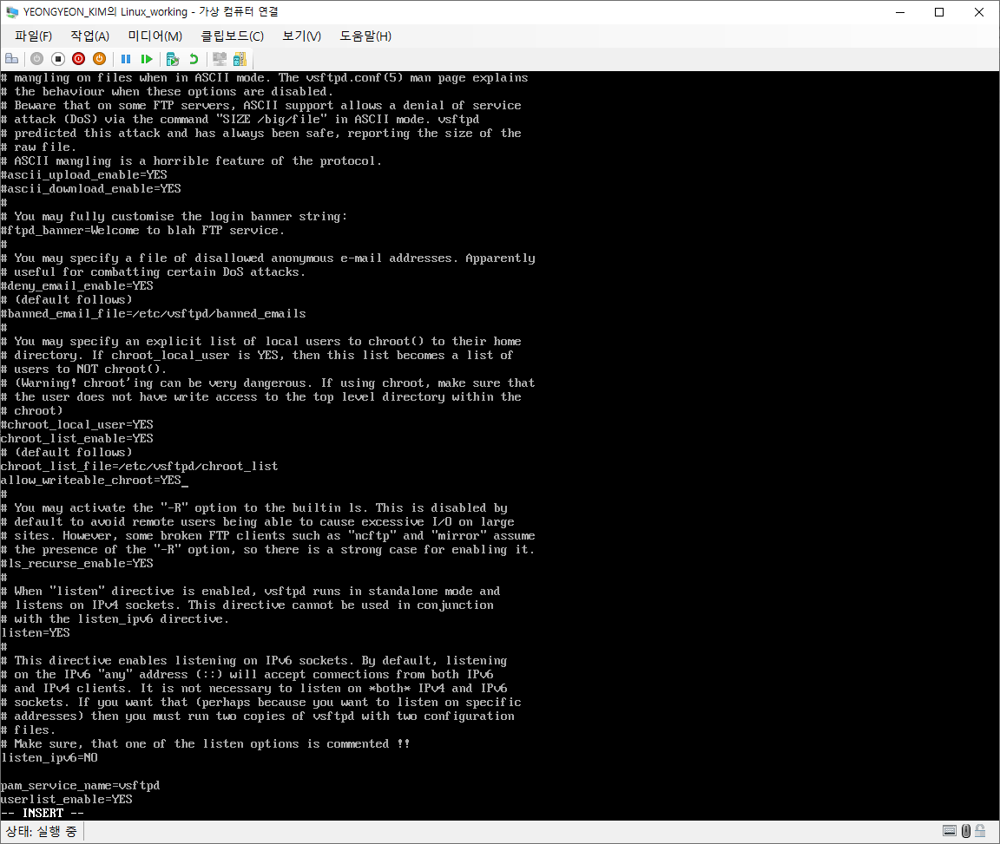 YEONGYEON_KIM의 Linux_working - 가상 컴퓨터 연결
파일(F) 작업(A) 미디어(M) 클립보드(C) 보기(V) 도움말(H)
# mangling on files when in ASCII mode. The vsftpd.conf(5) man page explains
# the behaviour when these options are disabled.
# Beware that on some FTP servers, ASCII support allows a denial of service
# attack (DoS) via the command "SIZE /big/file" in ASCII mode. vsftpd
# predicted this attack and has always been safe, reporting the size of the
# raw file.
# ASCII mangling is a horrible feature of the protocol.
#ascii_upload_enable=YES
#ascii_download_enable=YES
#
# You may fully customise the login banner string:
#ftpd_banner=Welcome to blah FTP service.
#
# You may specify a file of disallowed anonymous e-mail addresses. Apparently
# useful for combatting certain DoS attacks.
#deny_email_enable=YES
# (default follows)
#banned_email_file=/etc/vsftpd/banned_emails
#
# You may specify an explicit list of local users to chroot() to their home
# directory. If chroot_local_user is YES, then this list becomes a list of
# users to NOT chroot().
# (Warning! chroot'ing can be very dangerous. If using chroot, make sure that
# the user does not have write access to the top level directory within the
# chroot)
#chroot_local_user=YES
chroot_list_enable=YES
# (default follows)
chroot_list_file=/etc/vsftpd/chroot_list
allow_writeable_chroot=YES_
#
# You may activate the "-R" option to the builtin ls. This is disabled by
# default to avoid remote users being able to cause excessive I/O on large
# sites. However, some broken FTP clients such as "ncftp" and "mirror" assume
# the presence of the "-R" option, so there is a strong case for enabling it.
#ls_recurse_enable=YES
#
# When "listen" directive is enabled, vsftpd runs in standalone mode and
# listens on IPv4 sockets. This directive cannot be used in conjunction
# with the listen_ipv6 directive.
listen=YES
#
# This directive enables listening on IPv6 sockets. By default, listening
# on the IPv6 "any" address (::) will accept connections from both IPv6
# and IPv4 clients. It is not necessary to listen on *both* IPv4 and IPv6
# sockets. If you want that (perhaps because you want to listen on specific
# addresses) then you must run two copies of vsftpd with two configuration
# files.
# Make sure, that one of the listen options is commented !!
listen_ipv6=NO
pam_service_name=vsftpd
userlist_enable=YES
-- INSERT --
상태: 실행 중